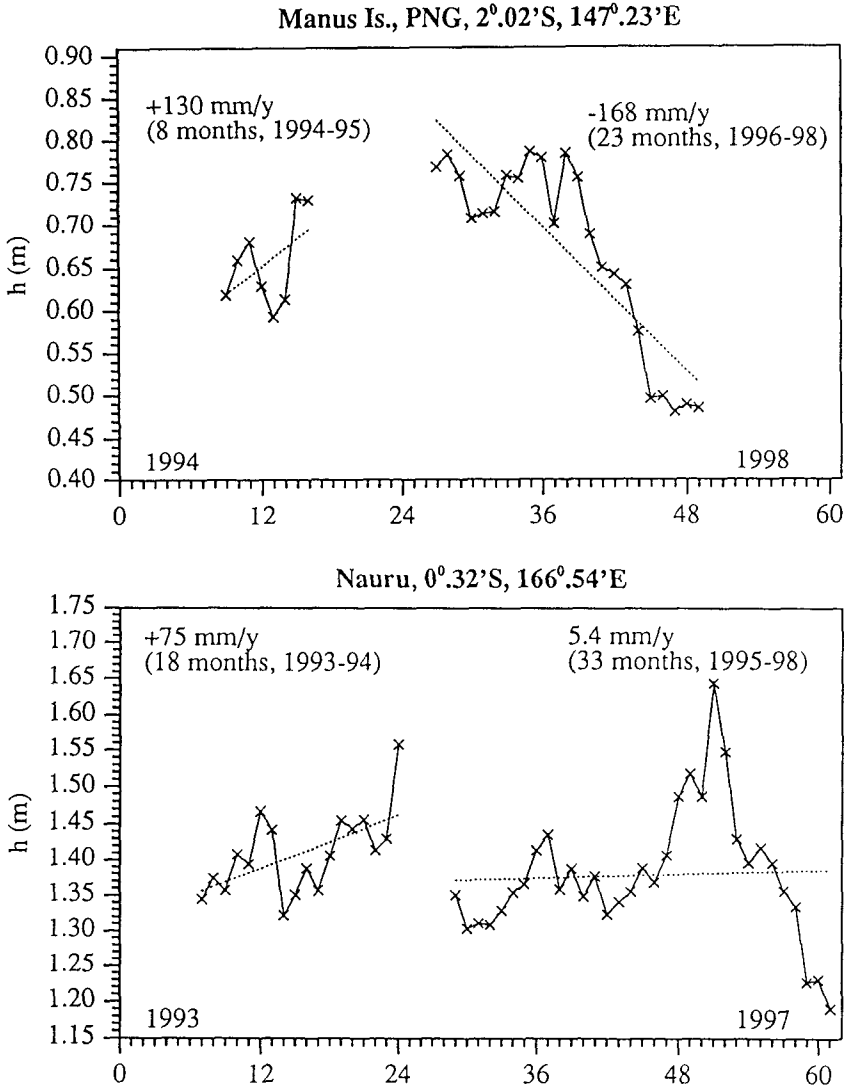 Manus Is., PNG, 2⁰.02'S, 147⁰.23'E
0.90
0.85
0.80
0.75
0.70
0.65
0.60
0.55
0.50
0.45
0.40
h (m)
+130 mm/y
(8 months, 1994-95)
-168 mm/y
(23 months, 1996-98)
1994
1998
0 12 24 36 48 60
Nauru, 0⁰.32'S, 166⁰.54'E
1.75
1.70
1.65
1.60
1.55
1.50
1.45
1.40
1.35
1.30
1.25
1.20
1.15
h (m)
+75 mm/y
(18 months, 1993-94)
5.4 mm/y
(33 months, 1995-98)
1993
1997
0 12 24 36 48 60